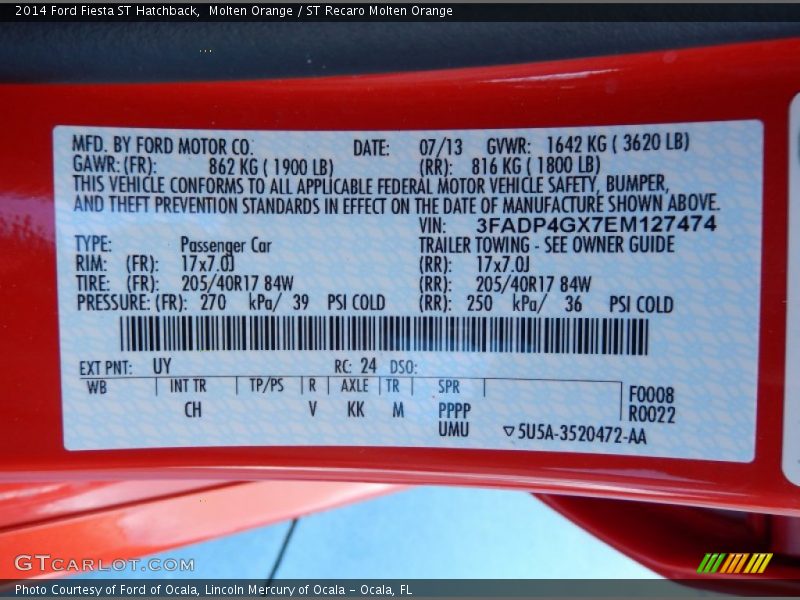 2014 Ford Fiesta ST Hatchback,  Molten Orange / ST Recaro Molten Orange
MFD. BY FORD MOTOR CO. DATE: 07/13 GVWR: 1642 KG ( 3620 LB)
GAWR: (FR): 862 KG ( 1900 LB) (RR): 816 KG ( 1800 LB)
THIS VEHICLE CONFORMS TO ALL APPLICABLE FEDERAL MOTOR VEHICLE SAFETY, BUMPER,
AND THEFT PREVENTION STANDARDS IN EFFECT ON THE DATE OF MANUFACTURE SHOWN ABOVE.
VIN: 3FADP4GX7EM127474
TYPE: Passenger Car TRAILER TOWING - SEE OWNER GUIDE
RIM: (FR): 17x7.0J (RR): 17x7.0J
TIRE: (FR): 205/40R17 84W (RR): 205/40R17 84W
PRESSURE: (FR): 270 kPa/ 39 PSI COLD (RR): 250 kPa/ 36 PSI COLD
EXT PNT: UY RC: 24 DSO:
WB INT TR TP/PS R AXLE TR SPR
F0008
CH V KK M PPPP R0022
UMU ▽5U5A-3520472-AA
GTCARLOT.COM
Photo Courtesy of Ford of Ocala, Lincoln Mercury of Ocala – Ocala, FL